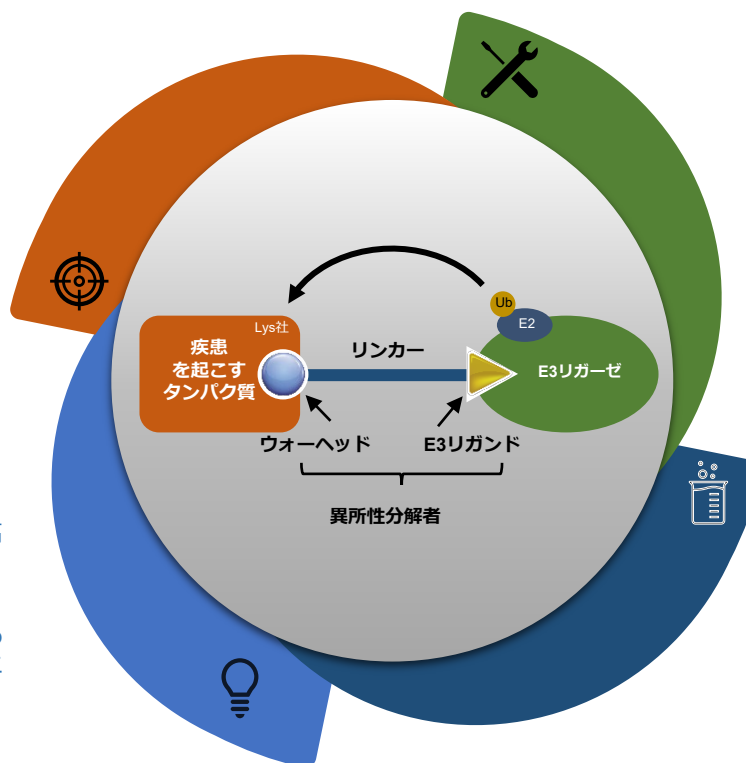 Ub
E2
Lys社
疾患
を起こす
タンパク質
リンカー
E3リガーゼ
ウォーヘッド
E3リガンド
異所性分解者